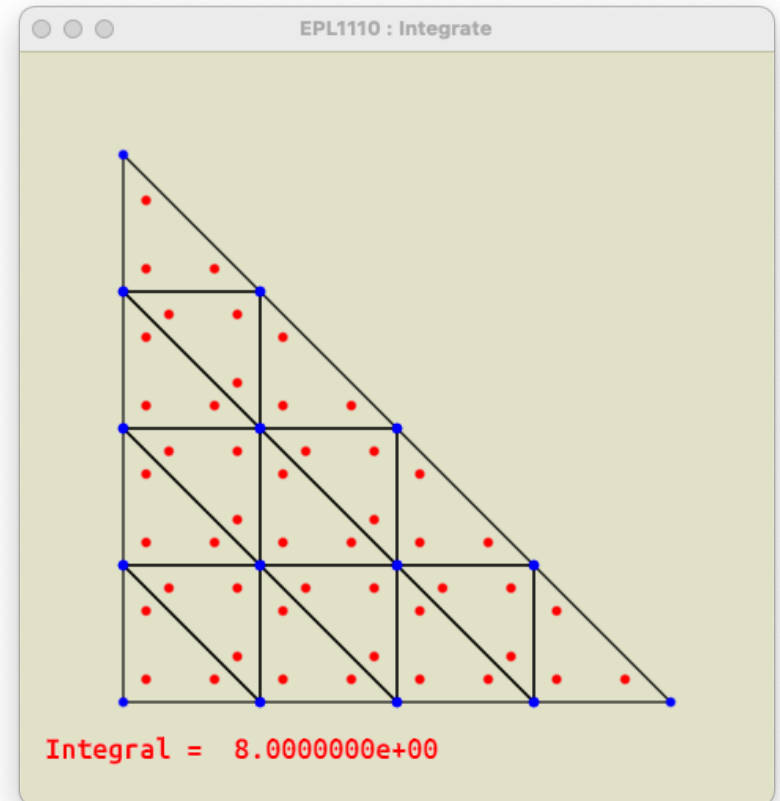 EPL1110 : Integrate
Integral =  8.0000000e+00